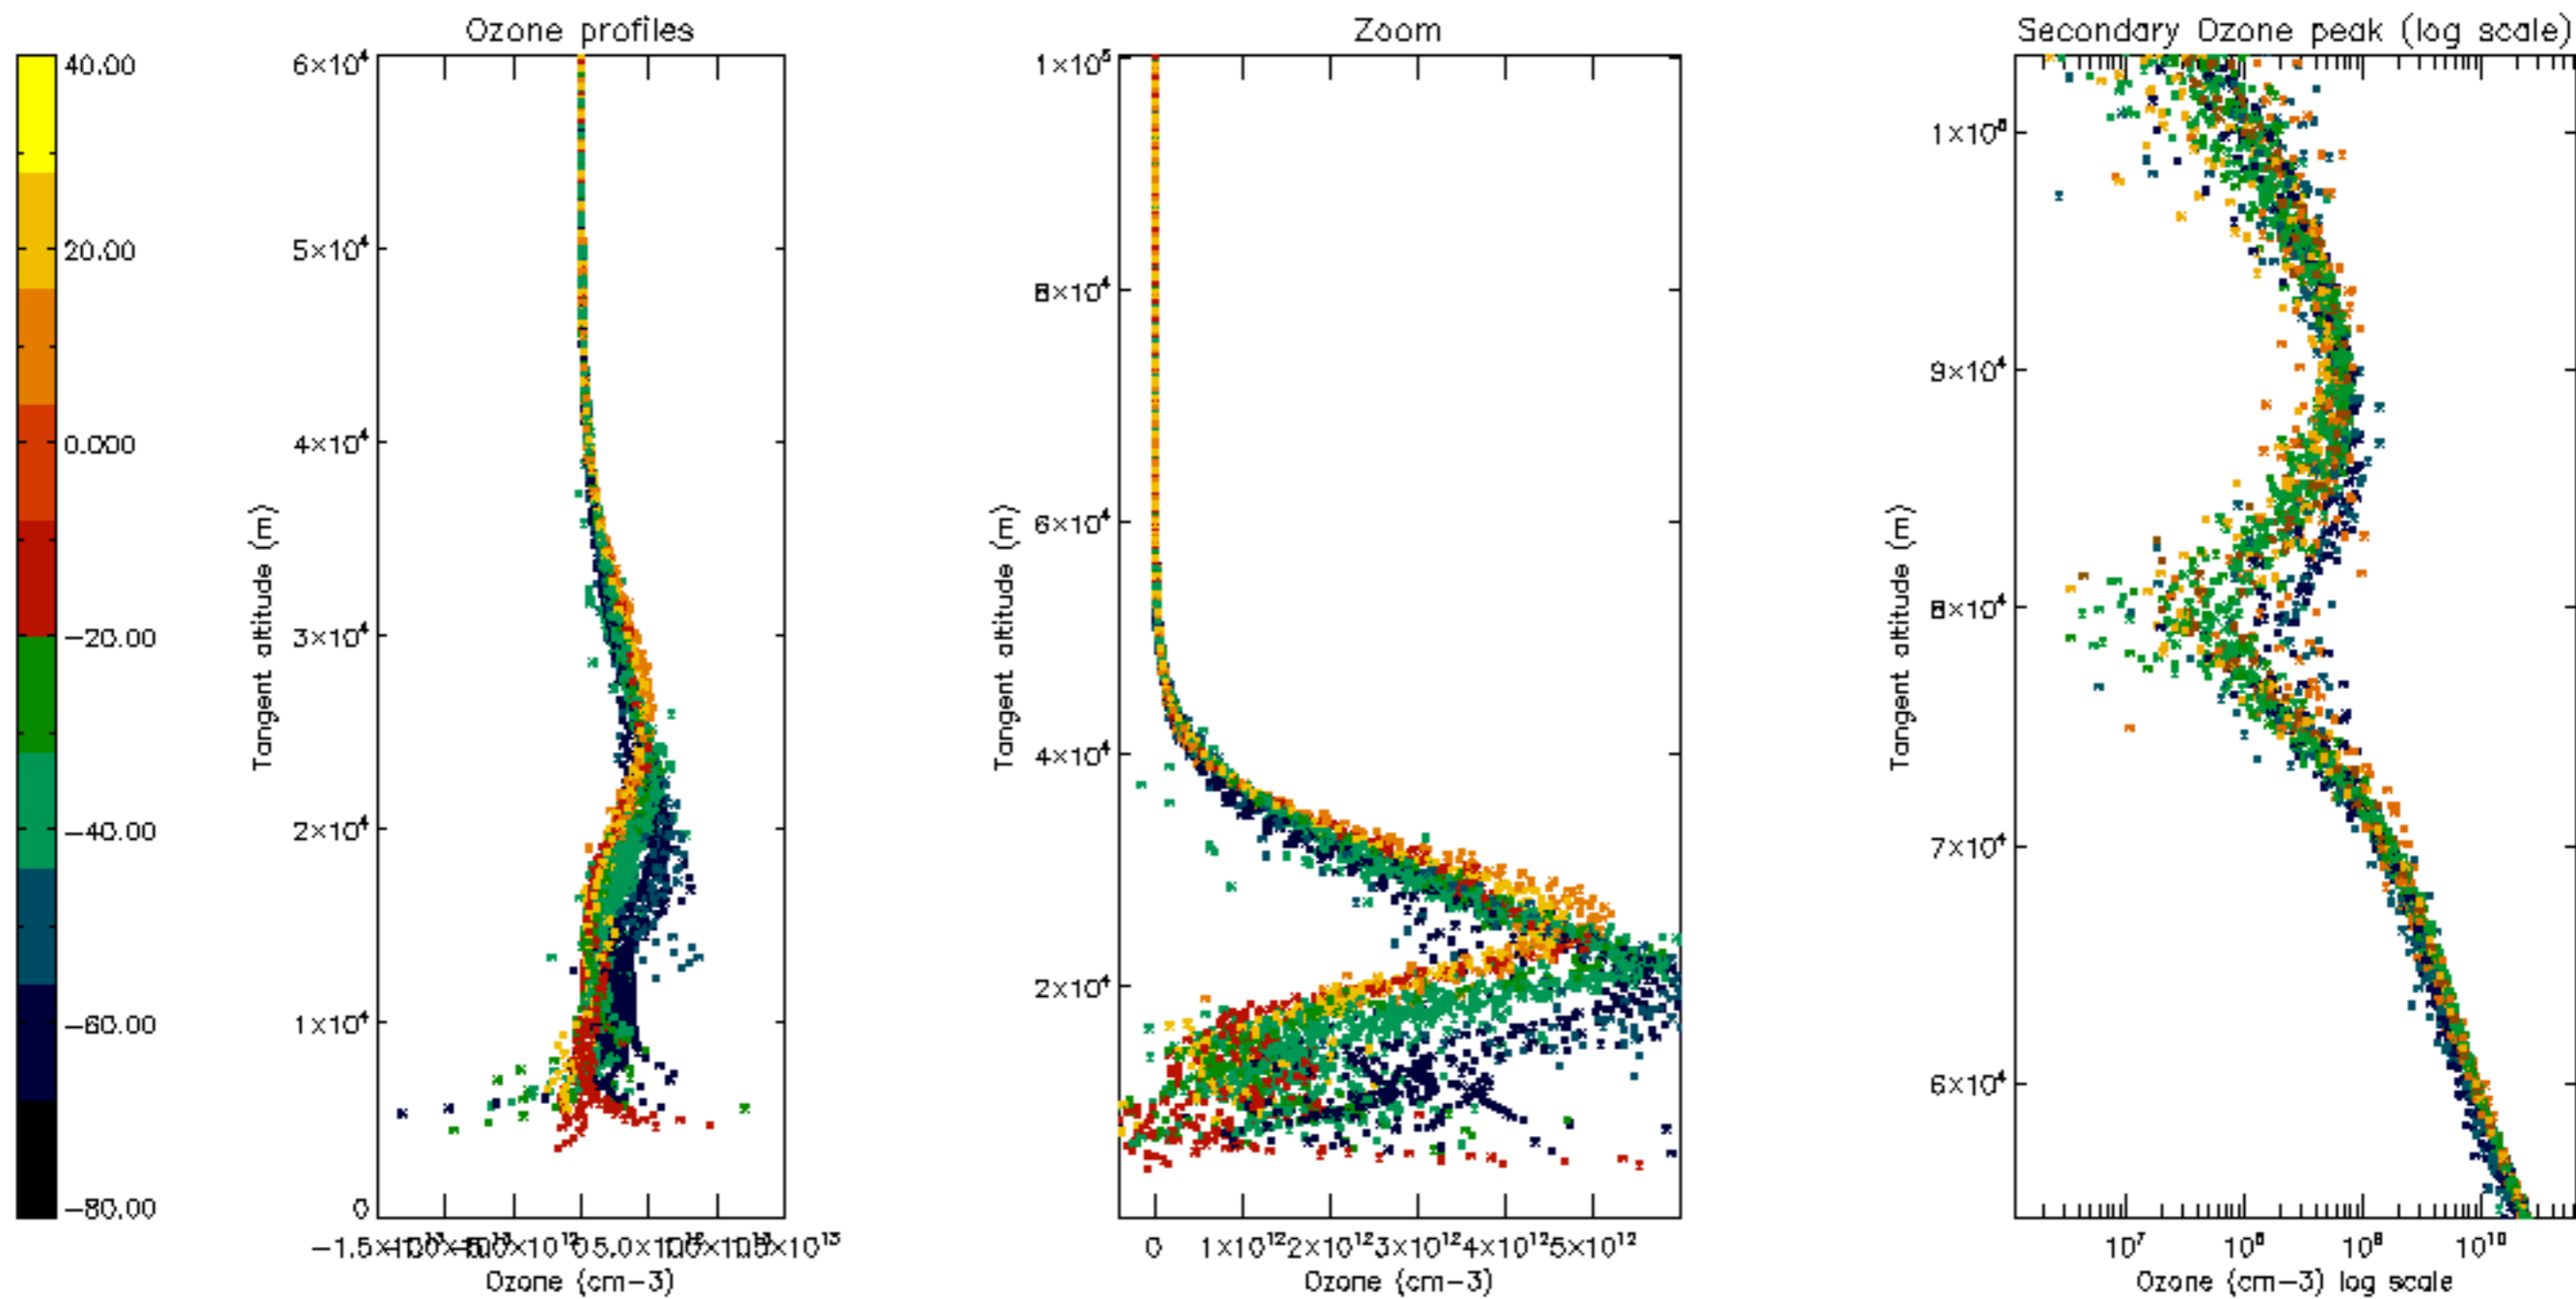 Ozone profiles
Zoom
Secondary Ozone peak (log scale)
40.00
20.00
0.000
−20.00
−40.00
−60.00
−80.00
6×10⁴
5×10⁴
4×10⁴
3×10⁴
2×10⁴
1×10⁴
0
Tangent altitude (m)
Ozone (cm−3)
1×10⁵
8×10⁴
6×10⁴
4×10⁴
2×10⁴
Tangent altitude (m)
0 1×10¹² 2×10¹² 3×10¹² 4×10¹² 5×10¹²
Ozone (cm−3)
9×10⁴
8×10⁴
7×10⁴
6×10⁴
Tangent altitude (m)
10⁷ 10⁸ 10⁹ 10¹⁰
Ozone (cm−3) log scale